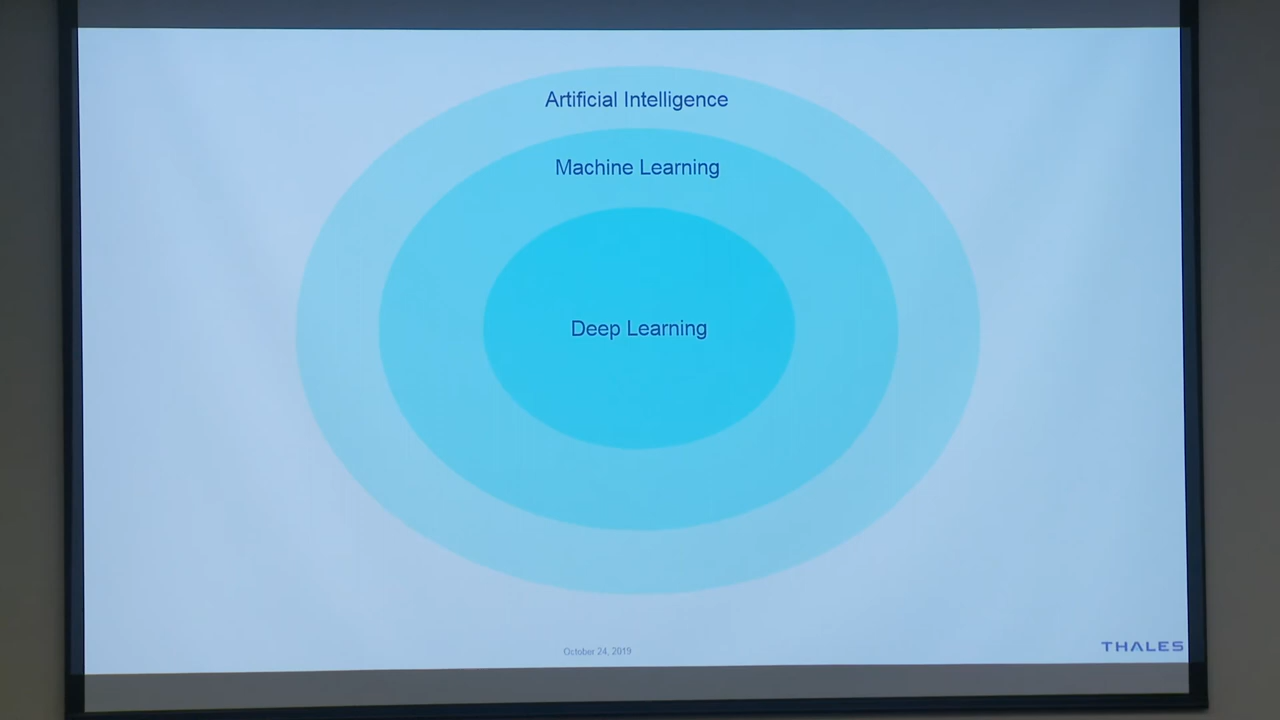 Artificial Intelligence
Machine Learning
Deep Learning
October 24, 2019
THALES